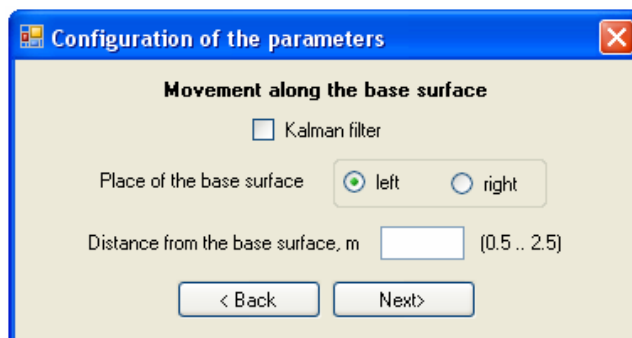 Configuration of the parameters
Movement along the base surface
Kalman filter
Place of the base surface left right
Distance from the base surface, m (0.5 .. 2.5)
< Back Next>